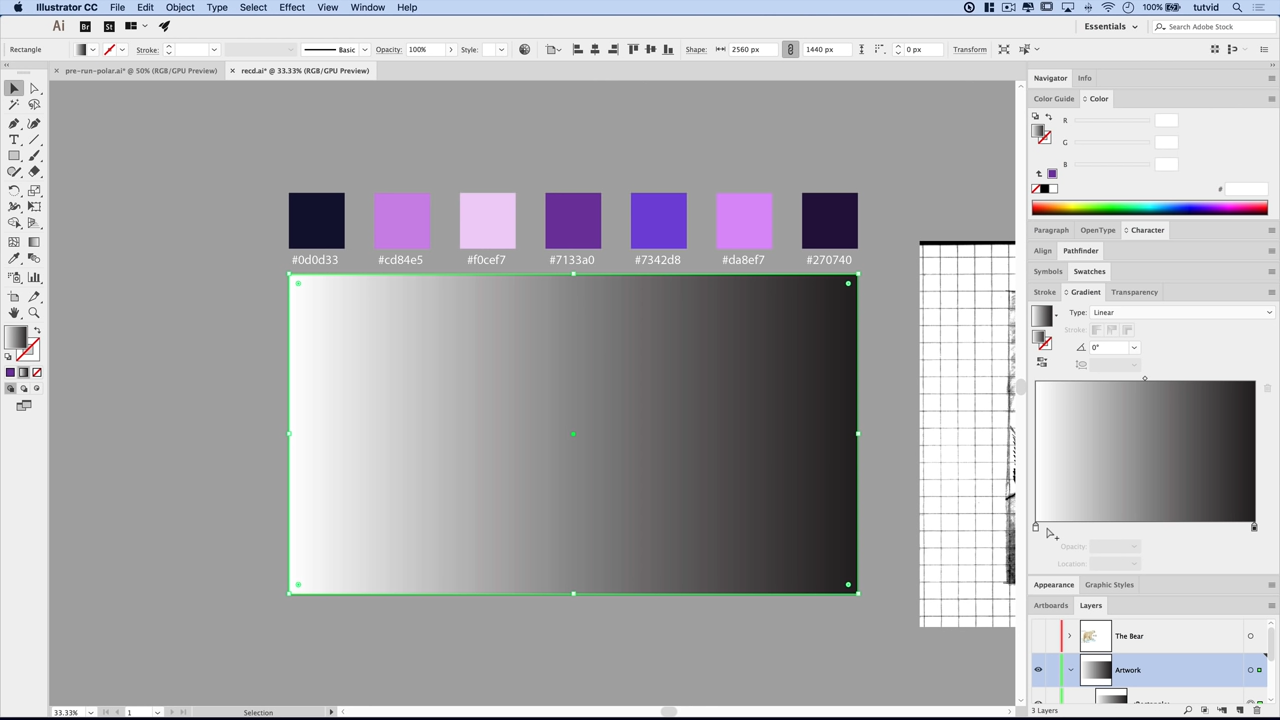 Illustrator CC File Edit Object Type Select Effect View Window Help 100% tutvid
Ai Br St Essentials Search Adobe Stock
Rectangle Stroke: Basic Opacity: 100% Style: Shape: 2560 px 1440 px 0 px Transform
× pre-run-polar.ai* @ 50% (RGB/GPU Preview) × recd.ai* @ 33.33% (RGB/GPU Preview)
Navigator Info
Color Guide Color
R
G
B
#
#0d0d33 #cd84e5 #f0cef7 #7133a0 #7342d8 #da8ef7 #270740
Paragraph OpenType Character
Align Pathfinder
Symbols Swatches
Stroke Gradient Transparency
Type: Linear
Stroke:
0°
Opacity:
Location:
Appearance Graphic Styles
Artboards Layers
The Bear
Artwork
33.33% 1 Selection 3 Layers